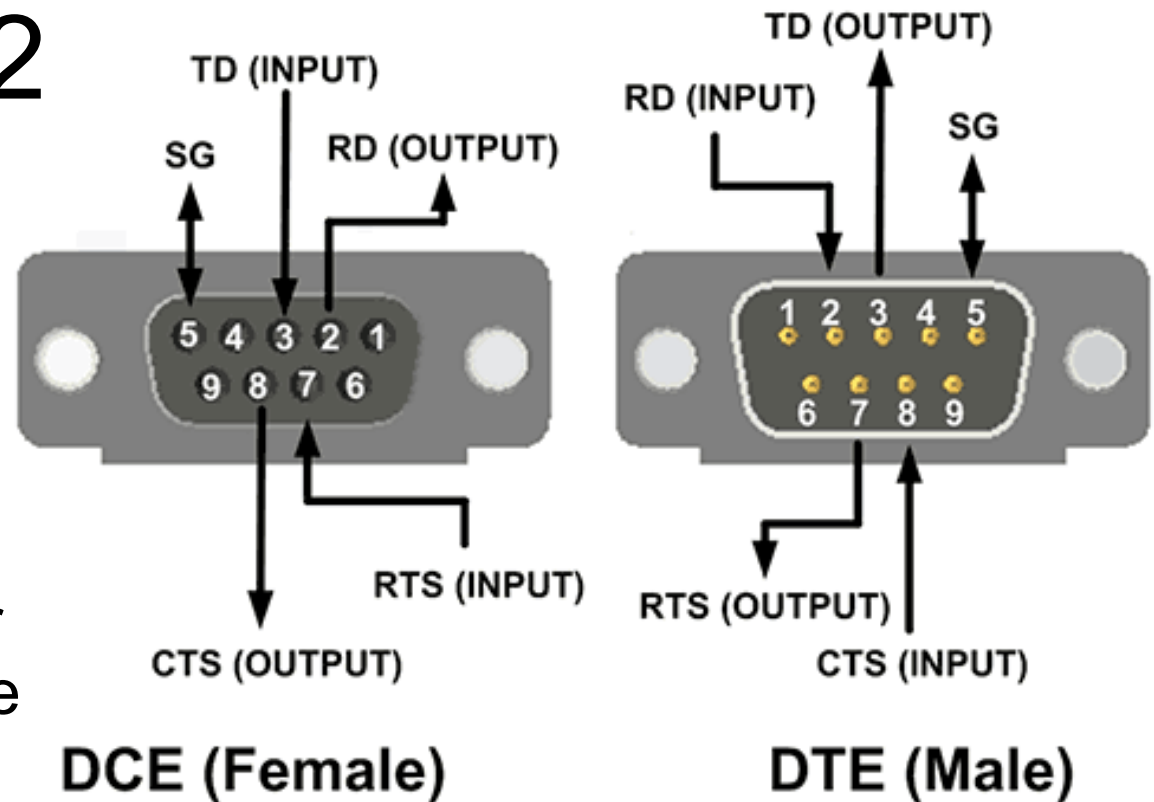 2
TD (INPUT)
SG
RD (OUTPUT)
5 4 3 2 1
9 8 7 6
RTS (INPUT)
CTS (OUTPUT)
DCE (Female)
TD (OUTPUT)
RD (INPUT)
SG
1 2 3 4 5
6 7 8 9
RTS (OUTPUT)
CTS (INPUT)
DTE (Male)
e